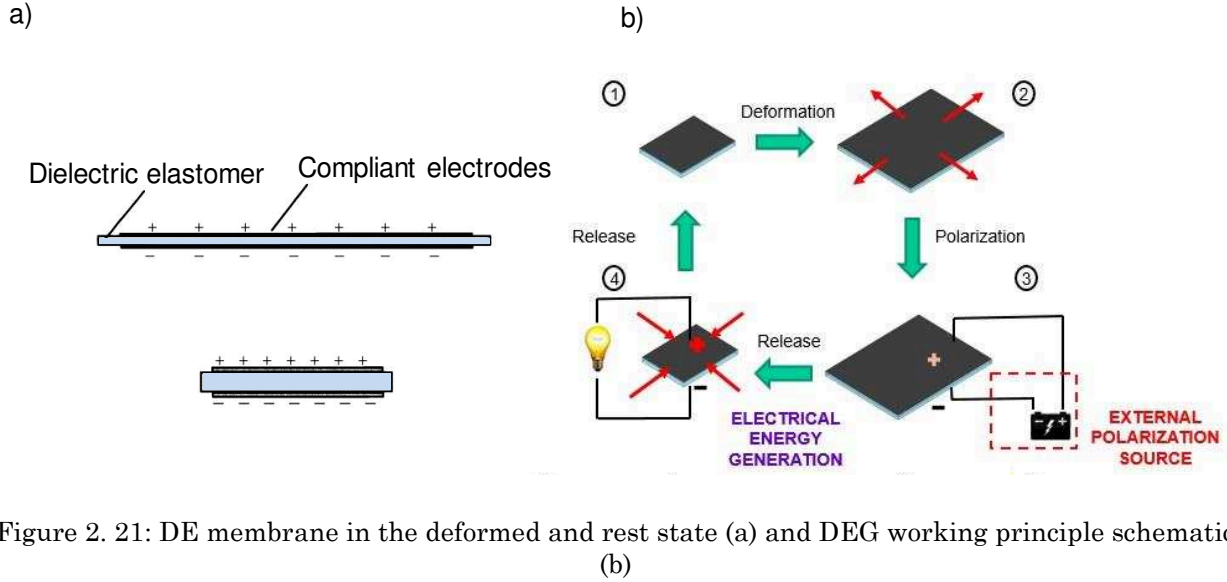 a)
b)
Dielectric elastomer
Compliant electrodes
+ + + + + + +
− − − − − − −
+ + + + + + +
− − − − − − −
1
Deformation
2
Release
Polarization
4
3
Release
+
−
+
−
− +
ELECTRICAL
ENERGY
GENERATION
EXTERNAL
POLARIZATION
SOURCE
Figure 2. 21: DE membrane in the deformed and rest state (a) and DEG working principle schematic
(b)